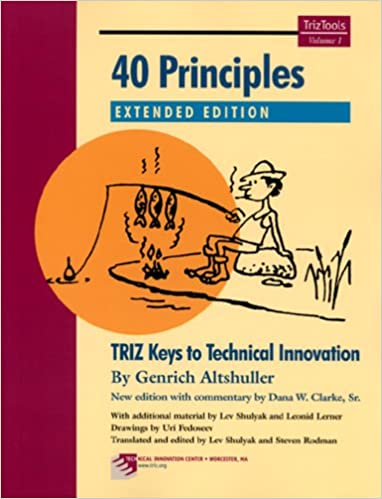 TrizTools
Volume 1
40 Principles
EXTENDED EDITION
TRIZ Keys to Technical Innovation
By Genrich Altshuller
New edition with commentary by Dana W. Clarke, Sr.
With additional material by Lev Shulyak and Leonid Lerner
Drawings by Uri Fedoseev
Translated and edited by Lev Shulyak and Steven Rodman
TECHNICAL INNOVATION CENTER • WORCESTER, MA
www.triz.org